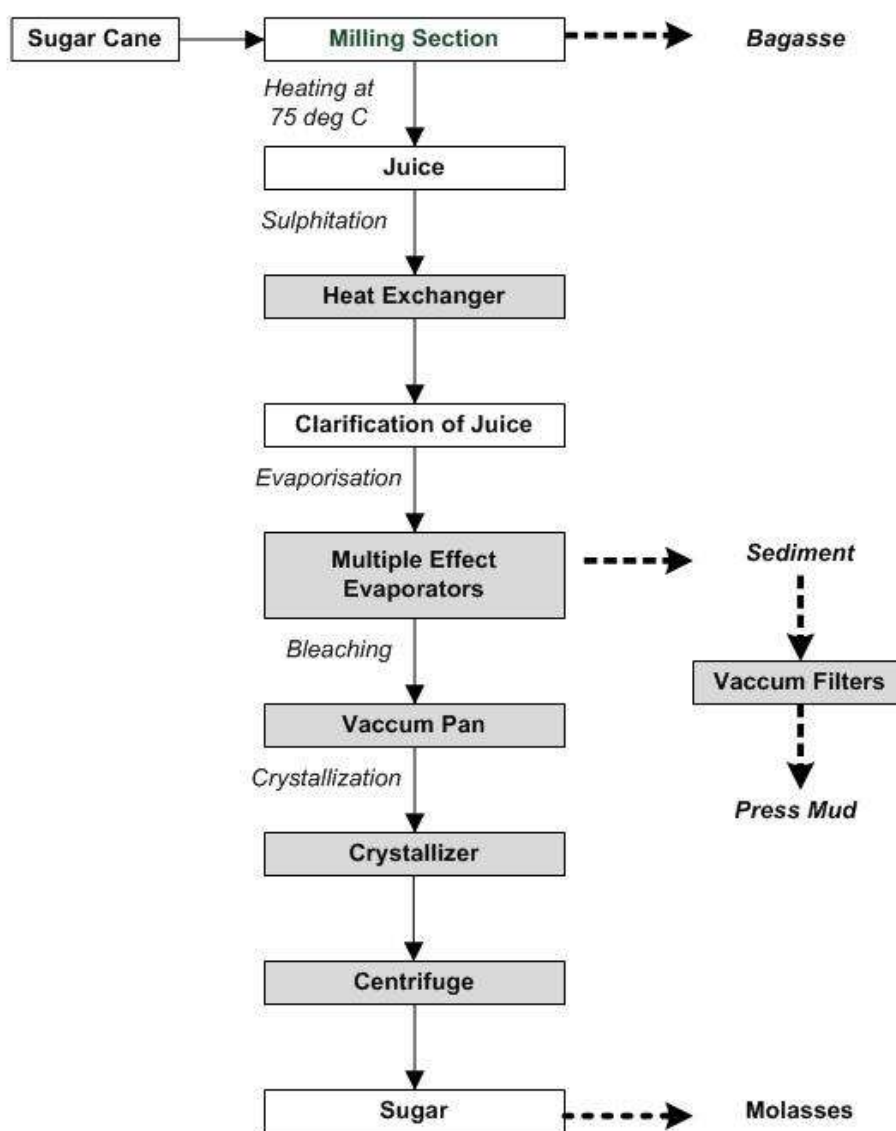 Sugar Cane
Milling Section
Bagasse
Heating at
75 deg C
Juice
Sulphitation
Heat Exchanger
Clarification of Juice
Evaporisation
Multiple Effect
Evaporators
Sediment
Bleaching
Vaccum Filters
Vaccum Pan
Crystallization
Press Mud
Crystallizer
Centrifuge
Sugar
Molasses